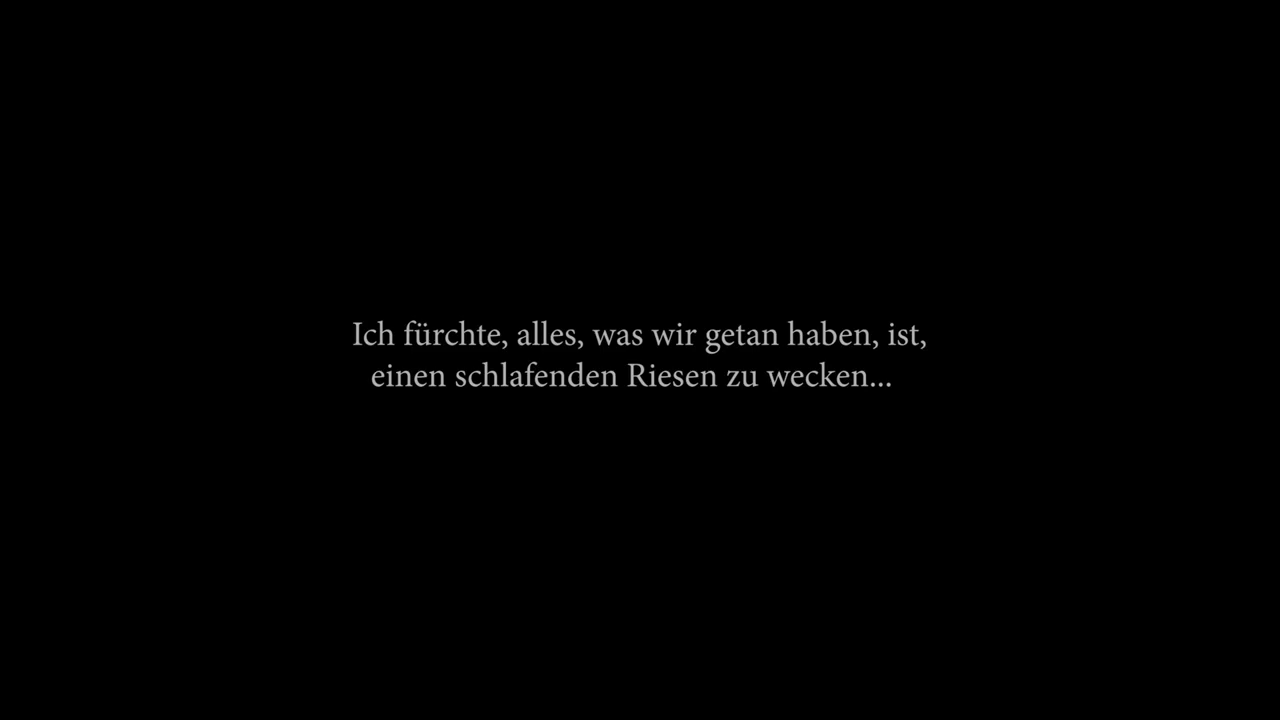 Ich fürchte, alles, was wir getan haben, ist,
einen schlafenden Riesen zu wecken...